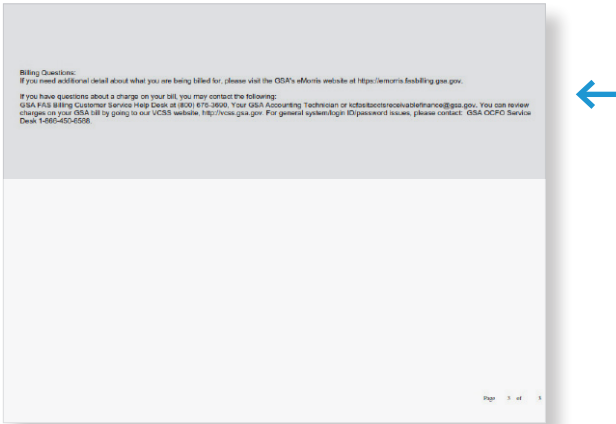 Billing Questions:
If you need additional detail about what you are being billed for, please visit the GSA's eMorris website at https://emorris.fasbilling.gsa.gov.
If you have questions about a charge on your bill, you may contact the following:
GSA FAS Billing Customer Service Help Desk at (800) 676-3690, Your GSA Accounting Technician or kcfasitacctsreceivablefinance@gsa.gov. You can review
charges on your GSA bill by going to our VCSS website, http://vcss.gsa.gov. For general system/login ID/password issues, please contact: GSA OCFO Service
Desk 1-866-450-6588.
Page of